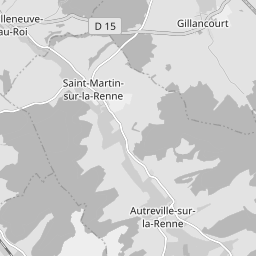 lleneuve-
au-Roi
D 15
Gillancourt
Saint-Martin-
sur-la-Renne
Autreville-sur-
la-Renne